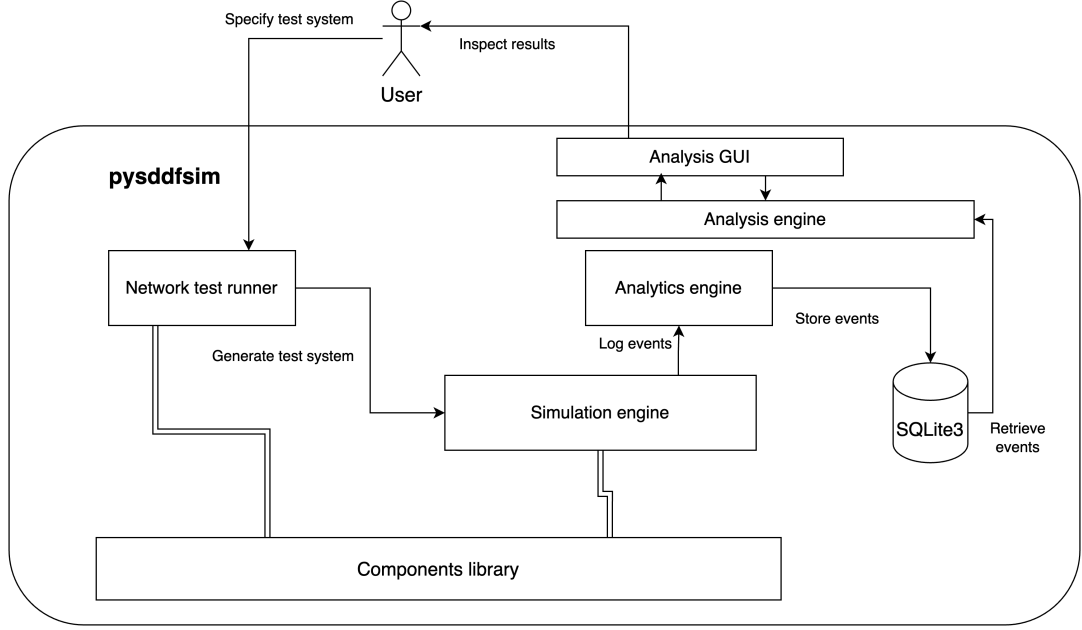 Specify test system
Inspect results
User
Analysis GUI
pysddfsim
Analysis engine
Network test runner
Analytics engine
Store events
Log events
Generate test system
Simulation engine
SQLite3
Retrieve
events
Components library